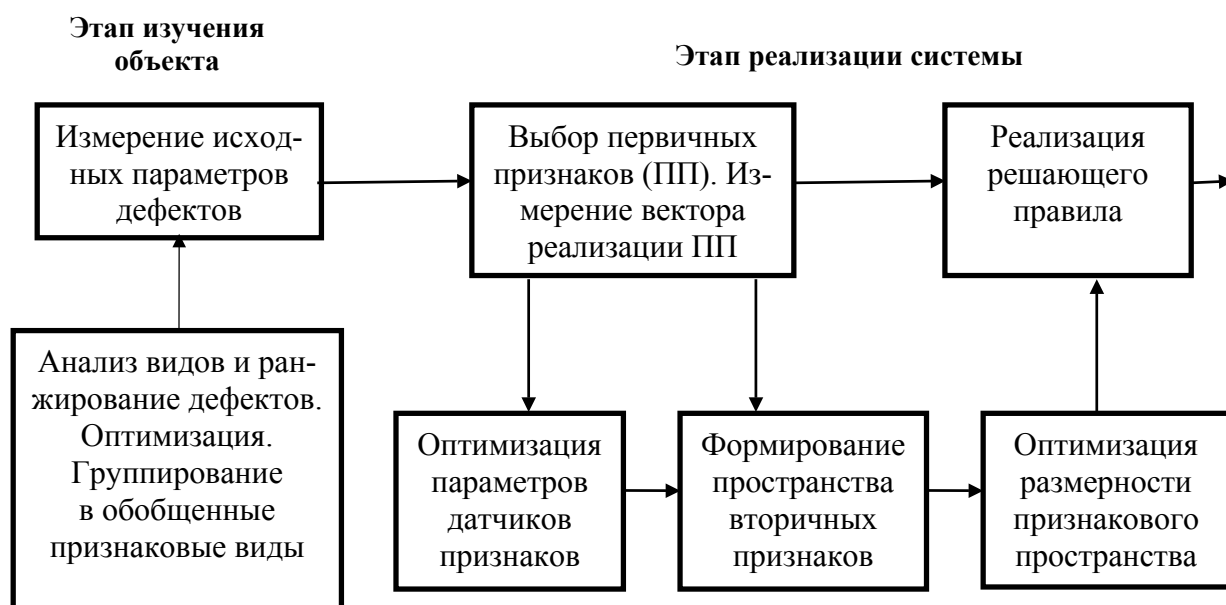 Этап изучения
объекта
Этап реализации системы
Измерение исход-
ных параметров
дефектов
Выбор первичных
признаков (ПП). Из-
мерение вектора
реализации ПП
Реализация
решающего
правила
Анализ видов и ран-
жирование дефектов.
Оптимизация.
Группирование
в обобщенные
признаковые виды
Оптимизация
параметров
датчиков
признаков
Формирование
пространства
вторичных
признаков
Оптимизация
размерности
признакового
пространства